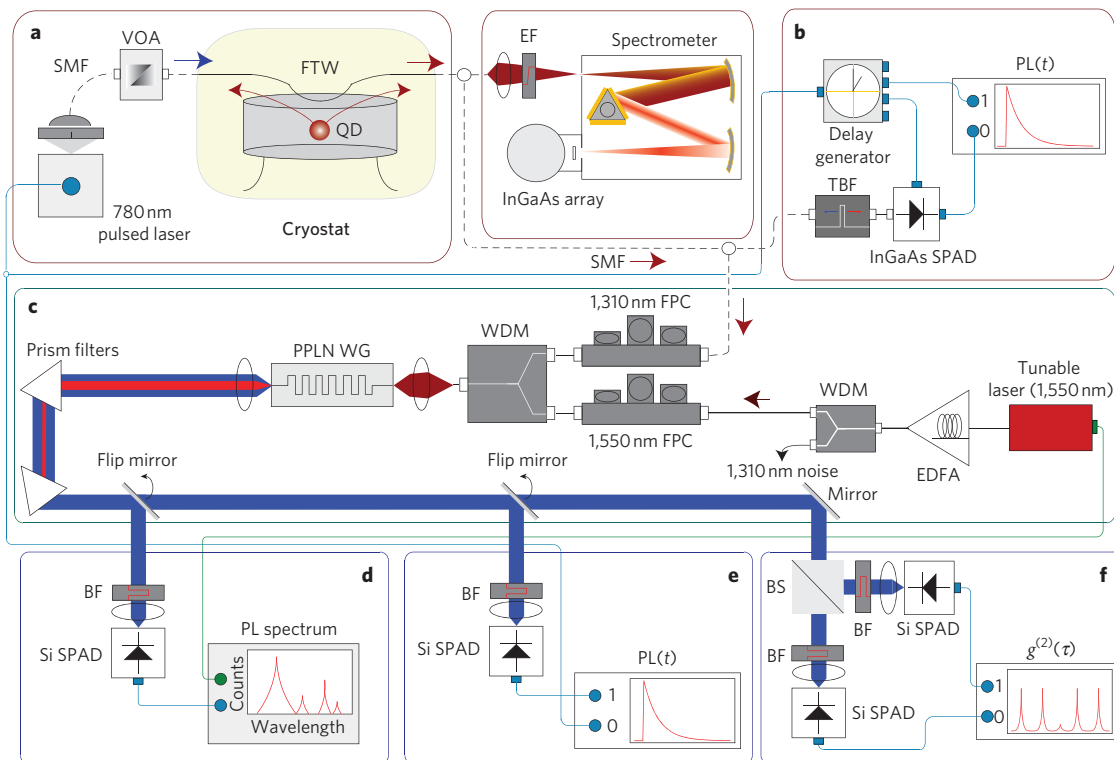 a
VOA
SMF
FTW
QD
780 nm
pulsed laser
Cryostat
EF
Spectrometer
InGaAs array
SMF
b
PL(t)
1
0
Delay
generator
TBF
InGaAs SPAD
c
Prism filters
PPLN WG
WDM
1,310 nm FPC
1,550 nm FPC
WDM
1,310 nm noise
EDFA
Tunable
laser (1,550 nm)
Flip mirror
Flip mirror
Mirror
d
BF
Si SPAD
PL spectrum
Counts
Wavelength
e
BF
Si SPAD
PL(t)
1
0
f
BS
BF
Si SPAD
BF
Si SPAD
g(2)(τ)
1
0